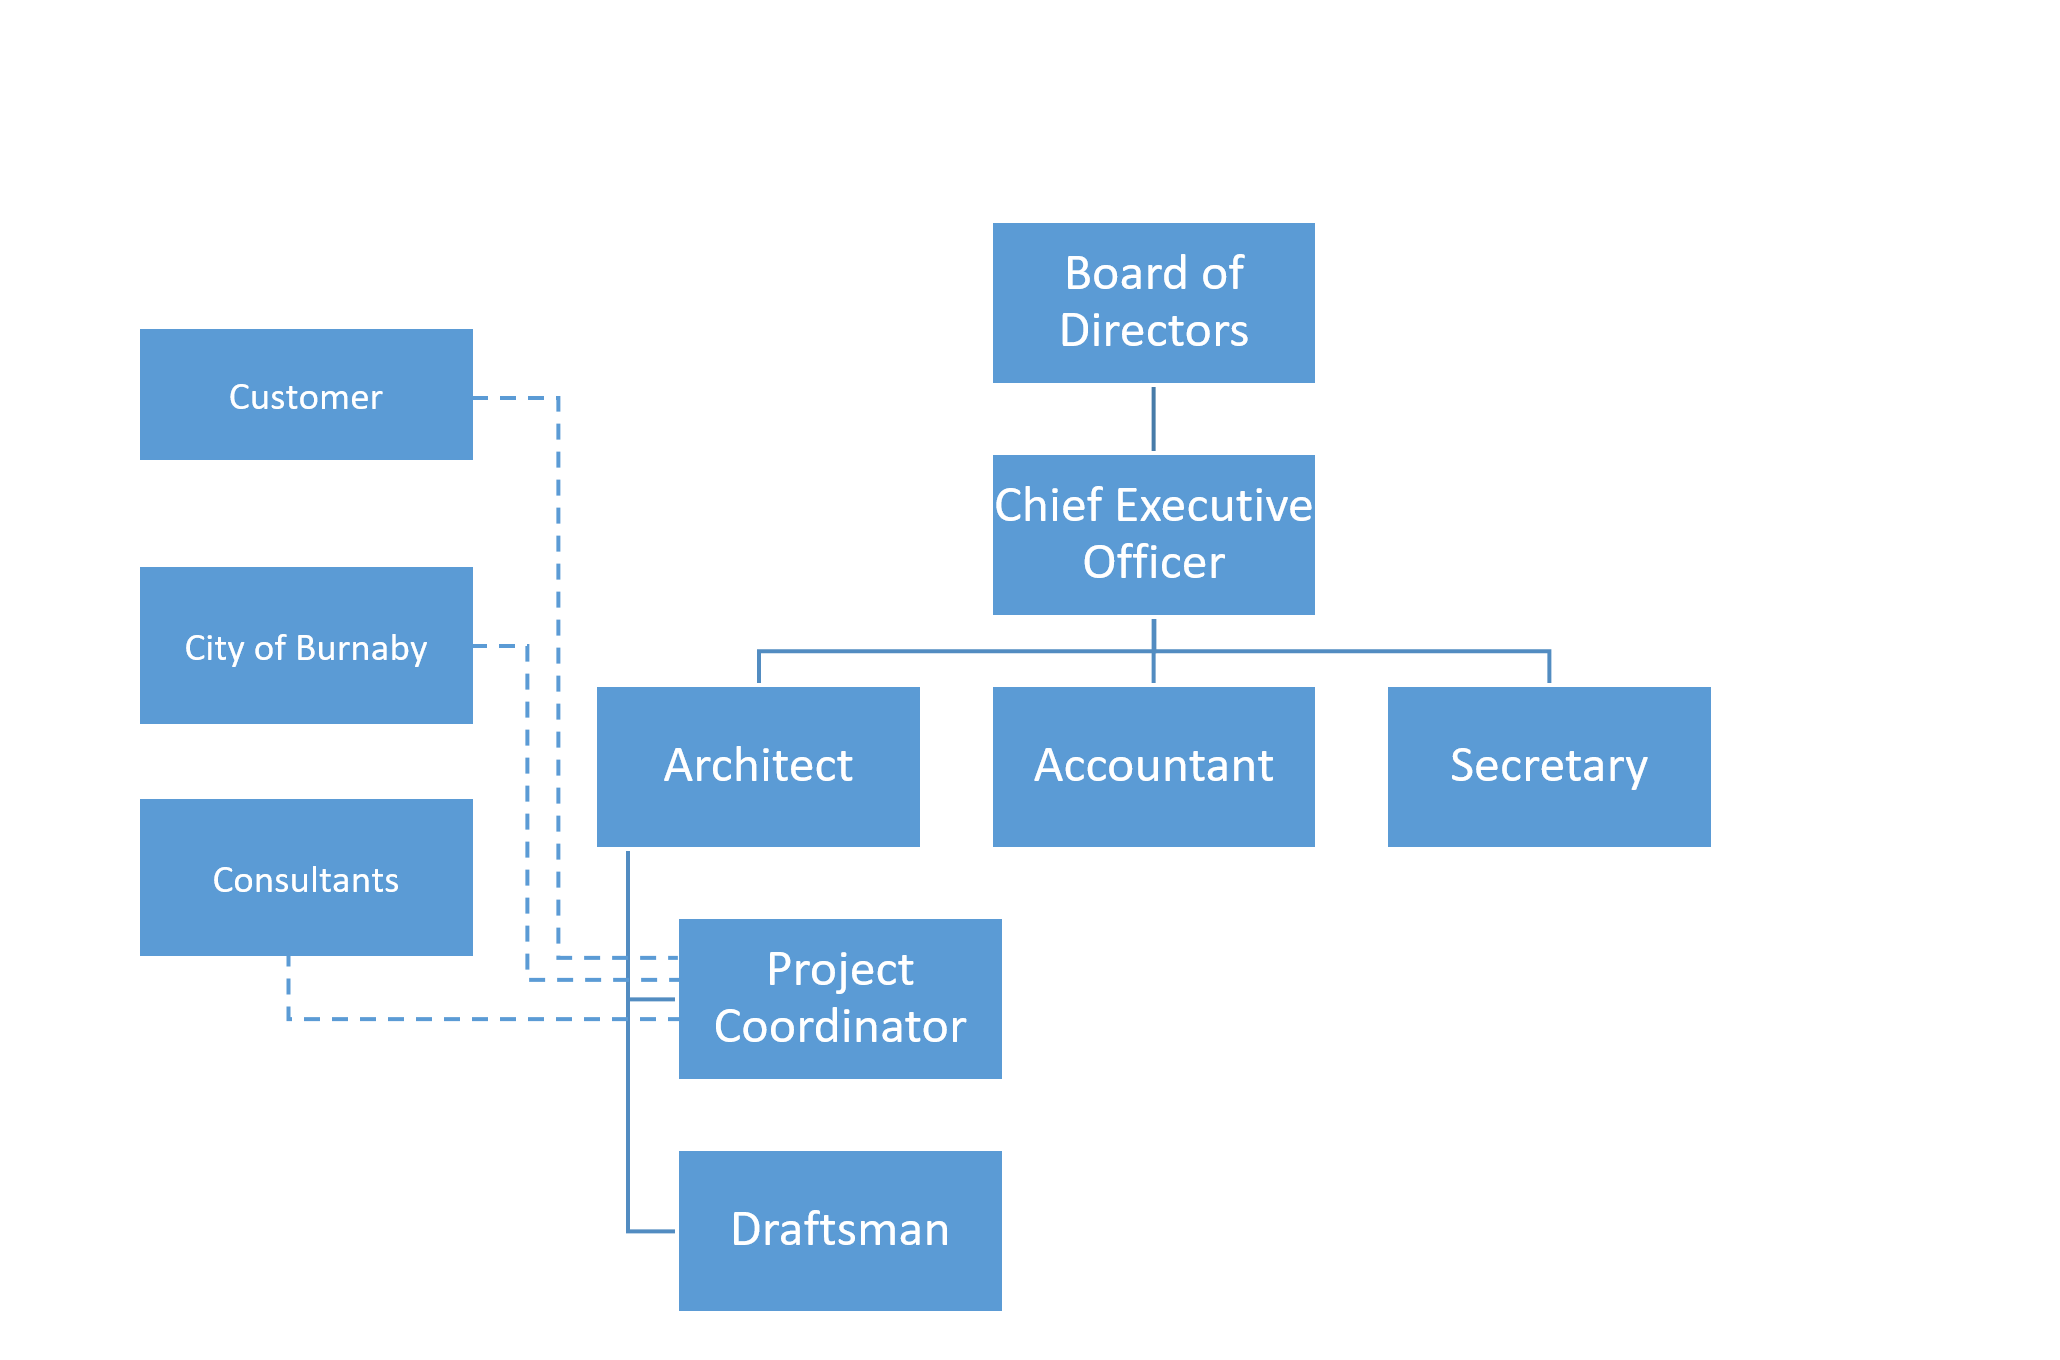 Board of
Directors
Customer
Chief Executive
Officer
City of Burnaby
Architect
Accountant
Secretary
Consultants
Project
Coordinator
Draftsman